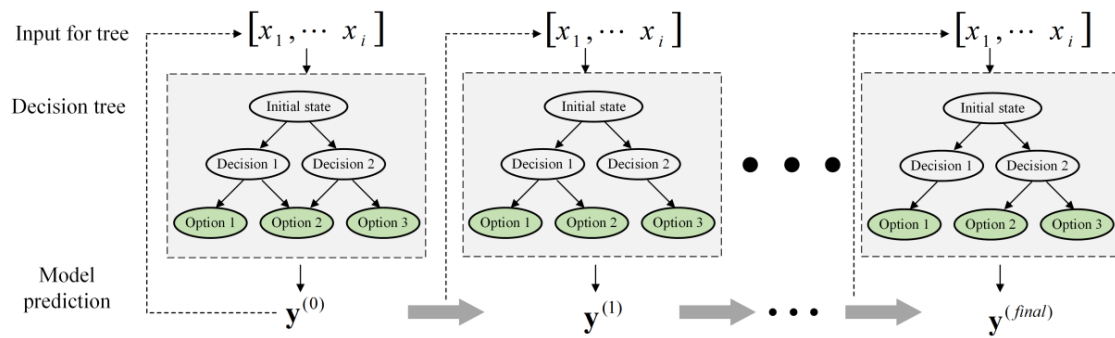 Input for tree
[x₁, ⋯ xᵢ]
[x₁, ⋯ xᵢ]
[x₁, ⋯ xᵢ]
Decision tree
Initial state
Decision 1 Decision 2
Option 1 Option 2 Option 3
Initial state
Decision 1 Decision 2
Option 1 Option 2 Option 3
• • •
Initial state
Decision 1 Decision 2
Option 1 Option 2 Option 3
Model
prediction
y⁽⁰⁾
y⁽¹⁾
• • •
y⁽ᶠⁱⁿᵃˡ⁾